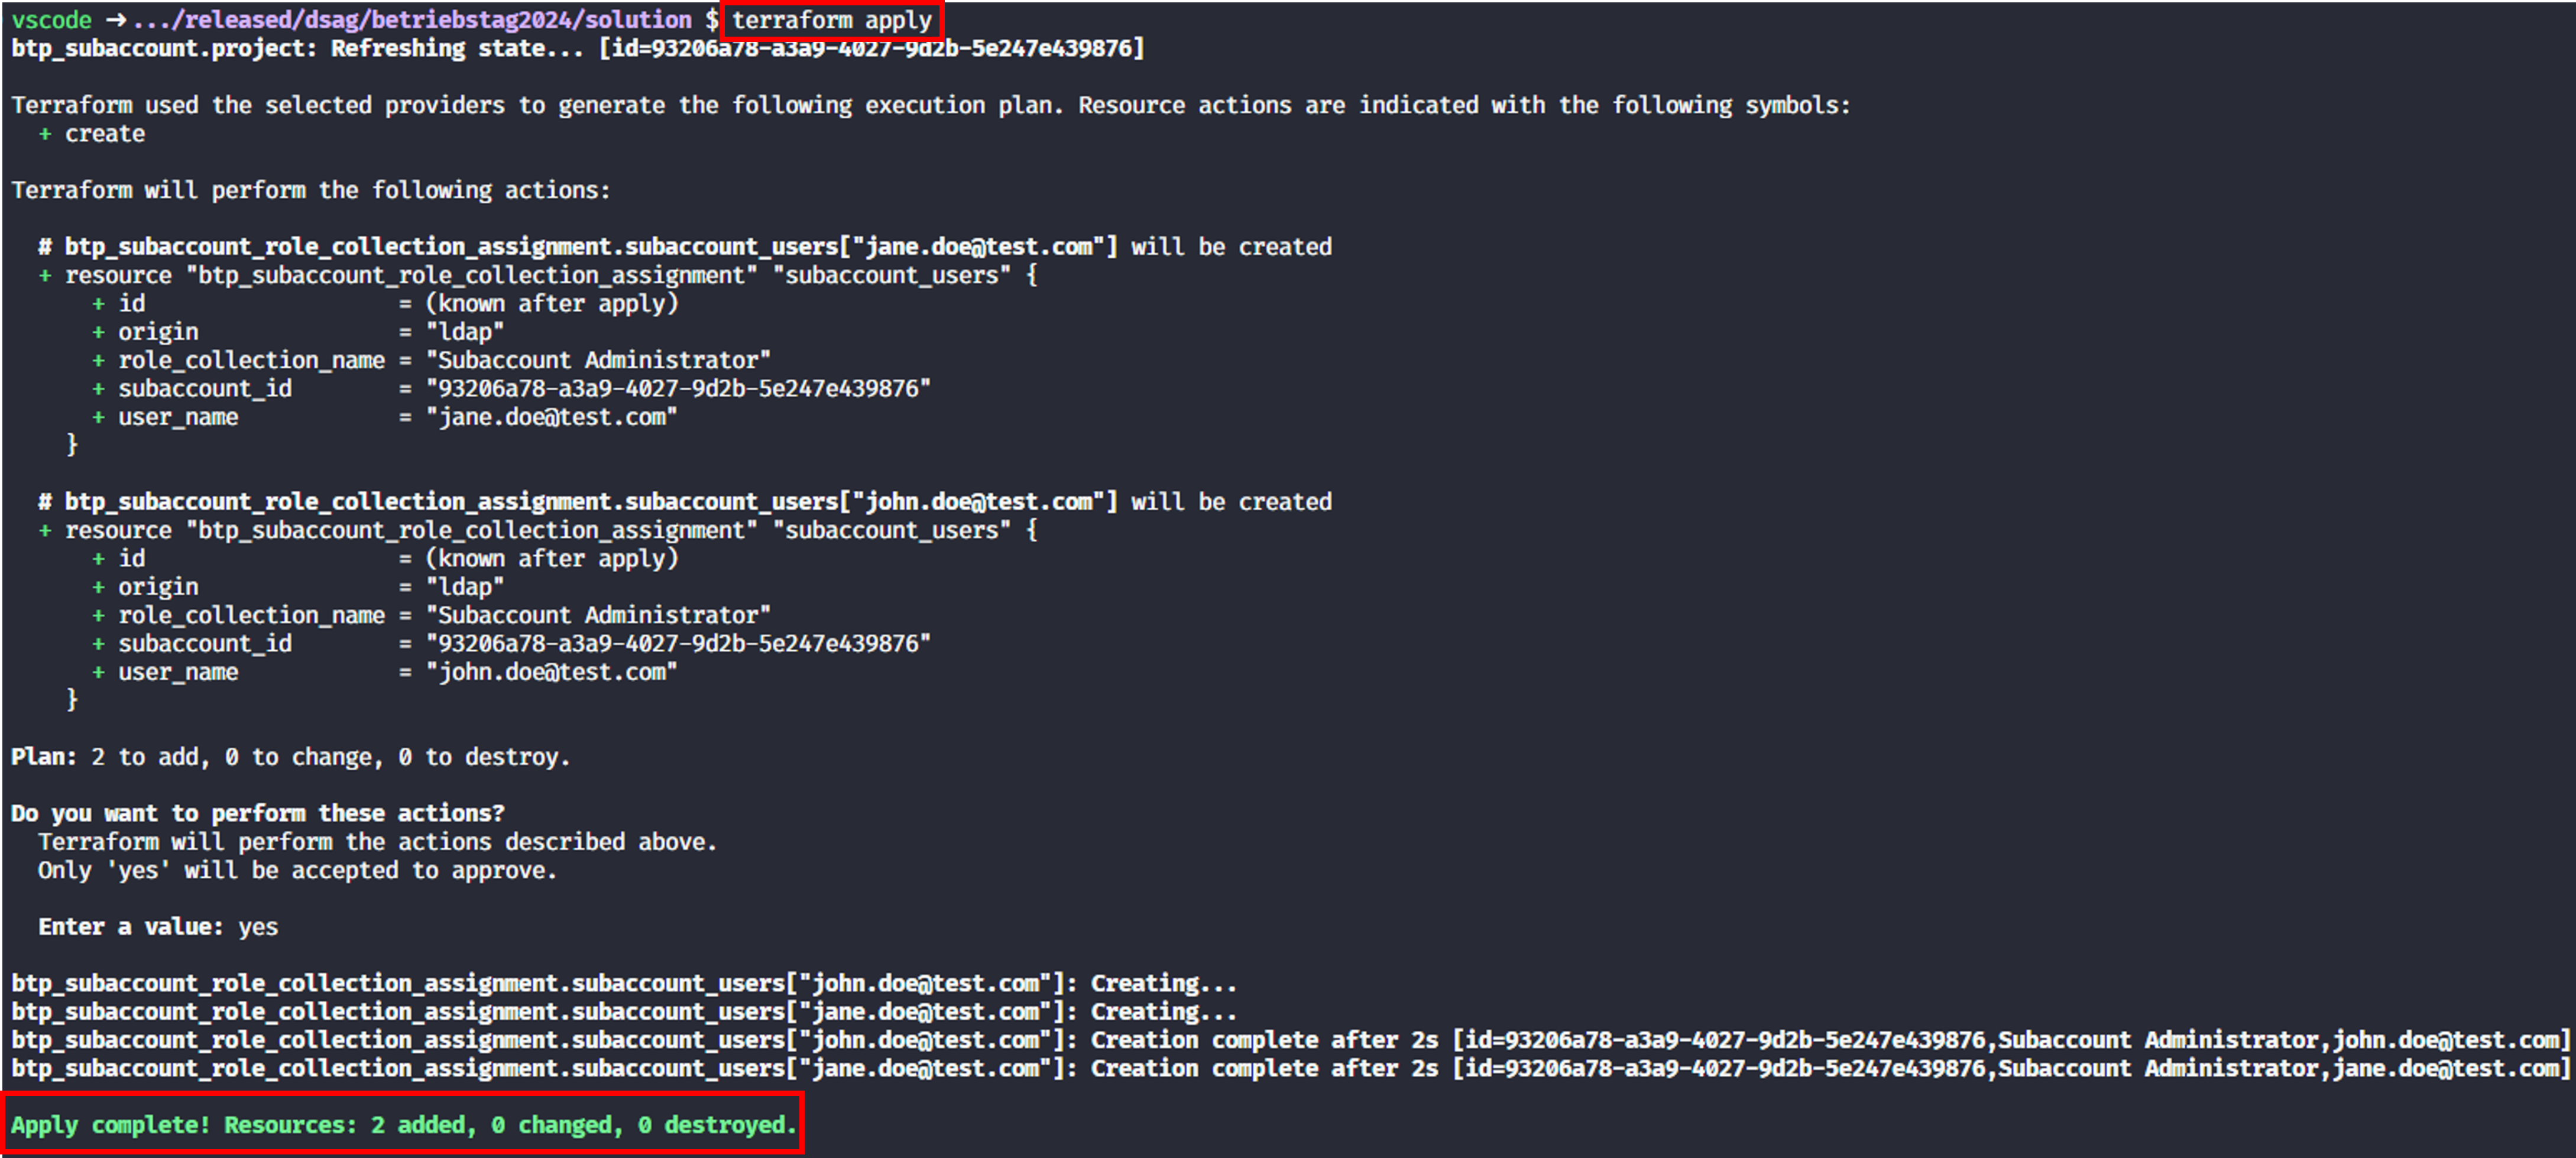 vscode ➜ .../released/dsag/betriebstag2024/solution $ terraform apply
btp_subaccount.project: Refreshing state... [id=93206a78-a3a9-4027-9d2b-5e247e439876]
Terraform used the selected providers to generate the following execution plan. Resource actions are indicated with the following symbols:
  + create
Terraform will perform the following actions:
  # btp_subaccount_role_collection_assignment.subaccount_users["jane.doe@test.com"] will be created
  + resource "btp_subaccount_role_collection_assignment" "subaccount_users" {
      + id                   = (known after apply)
      + origin               = "ldap"
      + role_collection_name = "Subaccount Administrator"
      + subaccount_id        = "93206a78-a3a9-4027-9d2b-5e247e439876"
      + user_name            = "jane.doe@test.com"
    }
  # btp_subaccount_role_collection_assignment.subaccount_users["john.doe@test.com"] will be created
  + resource "btp_subaccount_role_collection_assignment" "subaccount_users" {
      + id                   = (known after apply)
      + origin               = "ldap"
      + role_collection_name = "Subaccount Administrator"
      + subaccount_id        = "93206a78-a3a9-4027-9d2b-5e247e439876"
      + user_name            = "john.doe@test.com"
    }
Plan: 2 to add, 0 to change, 0 to destroy.
Do you want to perform these actions?
  Terraform will perform the actions described above.
  Only 'yes' will be accepted to approve.
  Enter a value: yes
btp_subaccount_role_collection_assignment.subaccount_users["john.doe@test.com"]: Creating...
btp_subaccount_role_collection_assignment.subaccount_users["jane.doe@test.com"]: Creating...
btp_subaccount_role_collection_assignment.subaccount_users["john.doe@test.com"]: Creation complete after 2s [id=93206a78-a3a9-4027-9d2b-5e247e439876,Subaccount Administrator,john.doe@test.com]
btp_subaccount_role_collection_assignment.subaccount_users["jane.doe@test.com"]: Creation complete after 2s [id=93206a78-a3a9-4027-9d2b-5e247e439876,Subaccount Administrator,jane.doe@test.com]
Apply complete! Resources: 2 added, 0 changed, 0 destroyed.